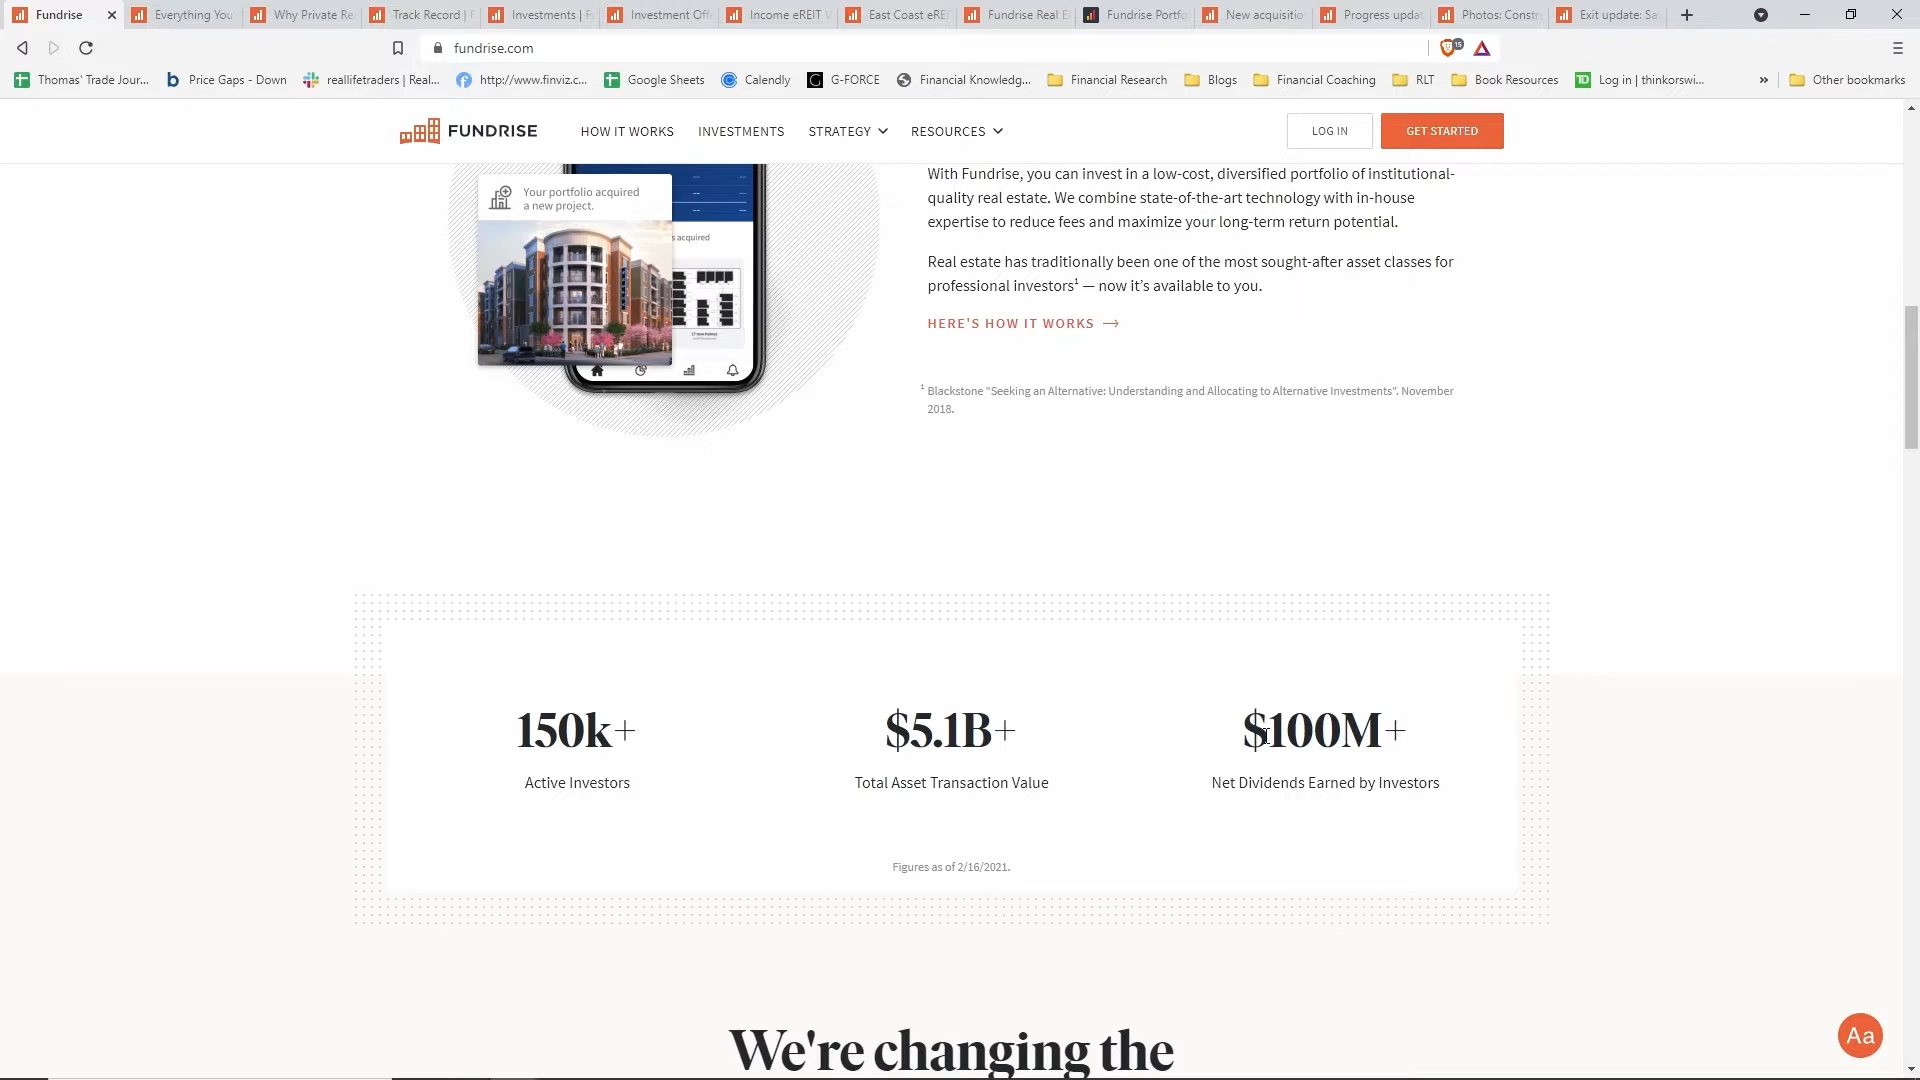 Fundrise
Everything You
Why Private Re
Track Record | F
Investments | F
Investment Off
Income eREIT V
East Coast eREI
Fundrise Real E
Fundrise Portfo
New acquisitio
Progress updat
Photos: Constr
Exit update: Sa
fundrise.com
15
Thomas' Trade Jour...
Price Gaps - Down
reallifetraders | Real...
http://www.finviz.c...
Google Sheets
Calendly
G-FORCE
Financial Knowledg...
Financial Research
Blogs
Financial Coaching
RLT
Book Resources
Log in | thinkorswi...
»
Other bookmarks
FUNDRISE
HOW IT WORKS
INVESTMENTS
STRATEGY
RESOURCES
LOG IN
GET STARTED
Your portfolio acquired
a new project.
s acquired
With Fundrise, you can invest in a low-cost, diversified portfolio of institutional-
quality real estate. We combine state-of-the-art technology with in-house
expertise to reduce fees and maximize your long-term return potential.
Real estate has traditionally been one of the most sought-after asset classes for
professional investors¹ — now it's available to you.
HERE'S HOW IT WORKS →
¹ Blackstone "Seeking an Alternative: Understanding and Allocating to Alternative Investments". November
2018.
150k+
Active Investors
$5.1B+
Total Asset Transaction Value
$100M+
Net Dividends Earned by Investors
Figures as of 2/16/2021.
We're changing the
Aa